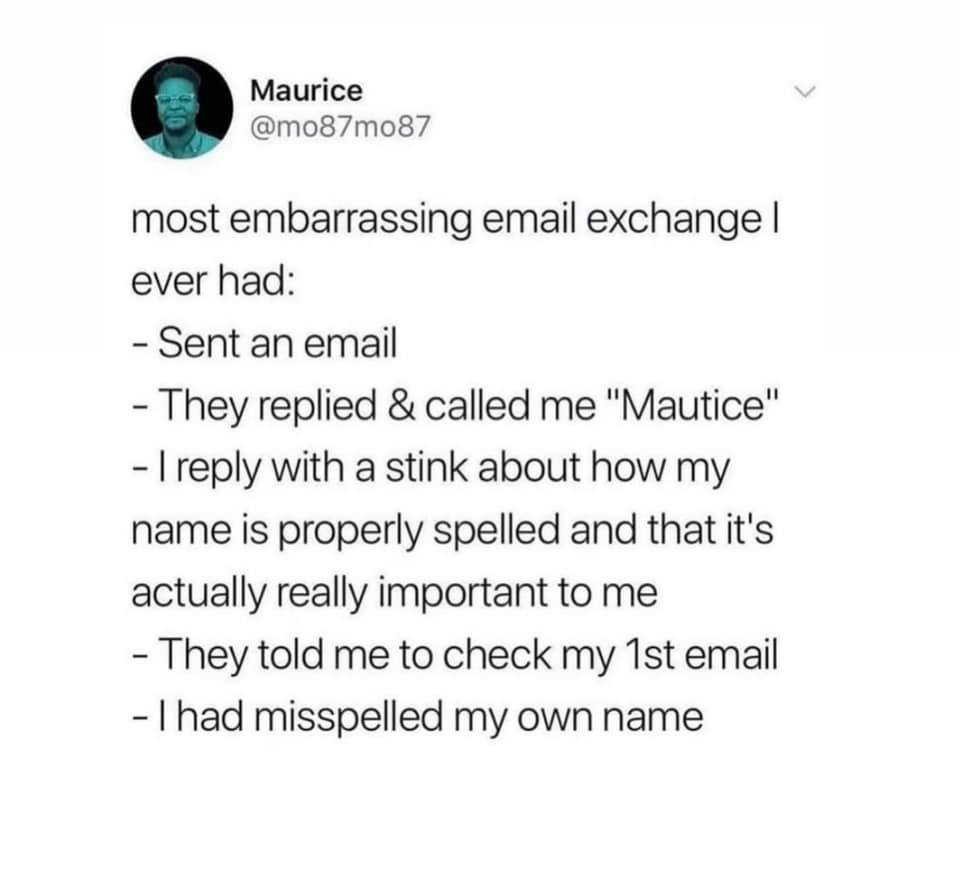 Maurice
@mo87mo87
most embarrassing email exchange I
ever had:
- Sent an email
- They replied & called me "Mautice"
- I reply with a stink about how my
name is properly spelled and that it's
actually really important to me
- They told me to check my 1st email
- I had misspelled my own name